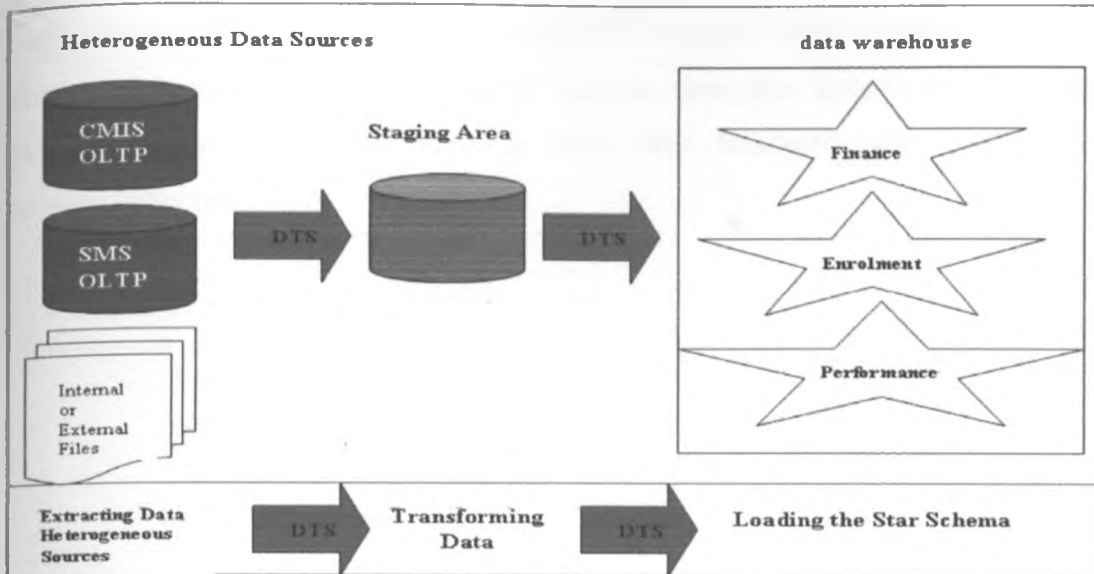 Heterogeneous Data Sources
data warehouse
CMIS
OLTP
Staging Area
Finance
SMS
OLTP
DTS
DTS
Enrolment
Internal
or
External
Files
Performance
Extracting Data
Heterogeneous
Sources
DTS
Transforming
Data
DTS
Loading the Star Schema